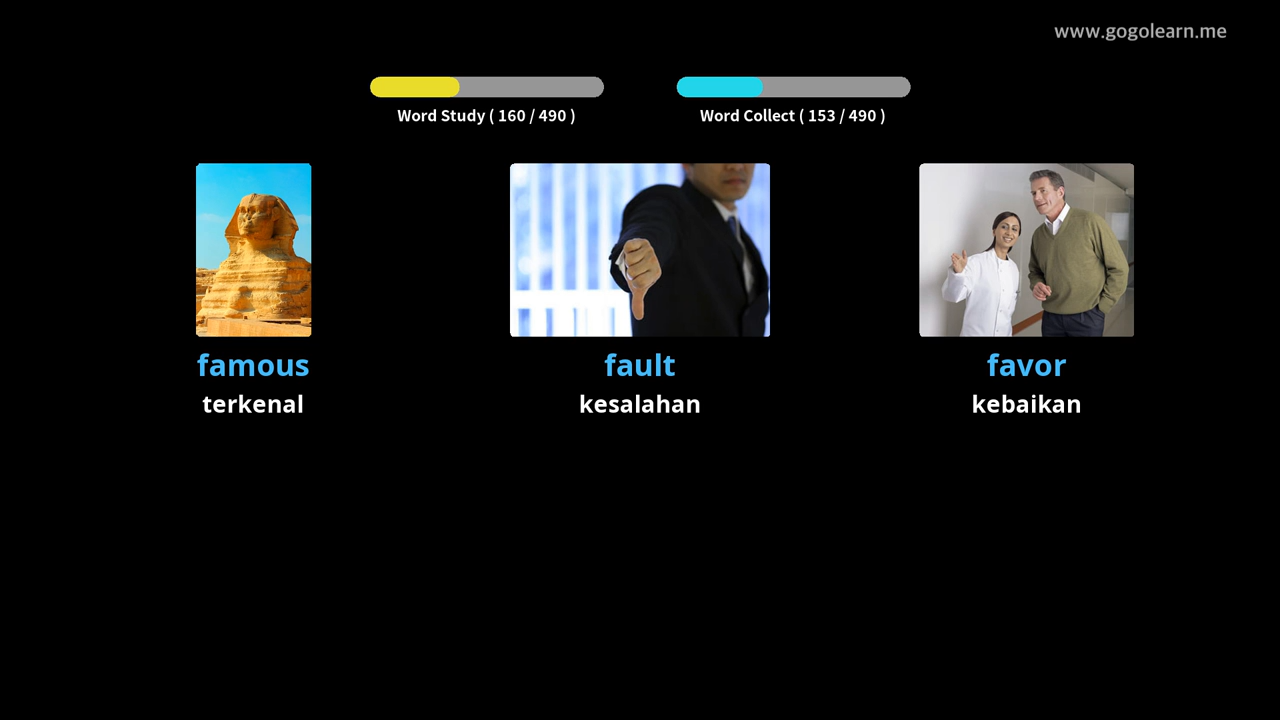 www.gogolearn.me
Word Study ( 160 / 490 )
Word Collect ( 153 / 490 )
famous
terkenal
fault
kesalahan
favor
kebaikan